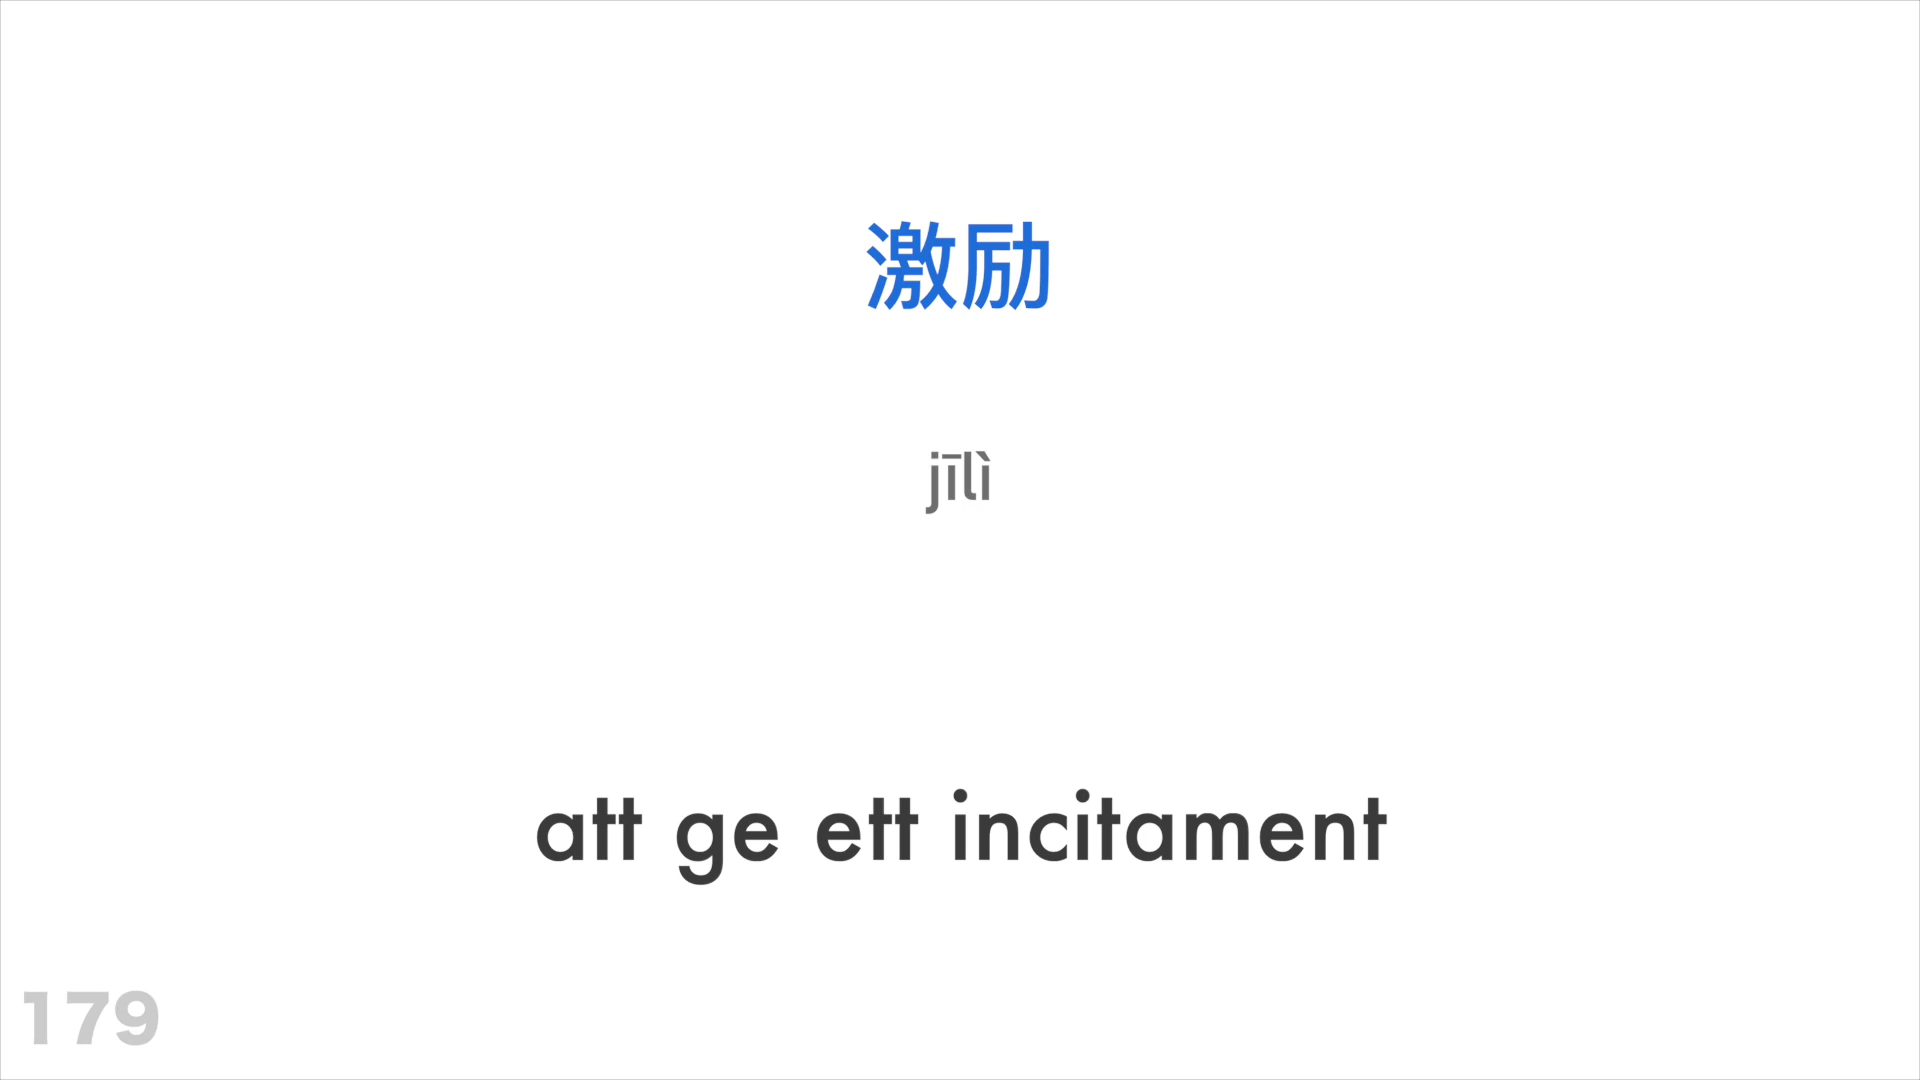 激励
jīlì
att ge ett incitament
179